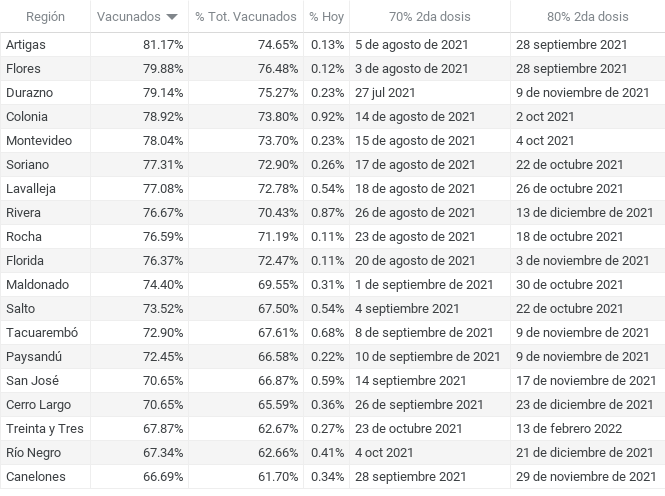 Región Vacunados % Tot. Vacunados % Hoy 70% 2da dosis 80% 2da dosis
Artigas 81.17% 74.65% 0.13% 5 de agosto de 2021 28 septiembre 2021
Flores 79.88% 76.48% 0.12% 3 de agosto de 2021 28 septiembre 2021
Durazno 79.14% 75.27% 0.23% 27 jul 2021 9 de noviembre de 2021
Colonia 78.92% 73.80% 0.92% 14 de agosto de 2021 2 oct 2021
Montevideo 78.04% 73.70% 0.23% 15 de agosto de 2021 4 oct 2021
Soriano 77.31% 72.90% 0.26% 17 de agosto de 2021 22 de octubre 2021
Lavalleja 77.08% 72.78% 0.54% 18 de agosto de 2021 26 de octubre 2021
Rivera 76.67% 70.43% 0.87% 26 de agosto de 2021 13 de diciembre de 2021
Rocha 76.59% 71.19% 0.11% 23 de agosto de 2021 18 de octubre 2021
Florida 76.37% 72.47% 0.11% 20 de agosto de 2021 3 de noviembre de 2021
Maldonado 74.40% 69.55% 0.31% 1 de septiembre de 2021 30 de octubre 2021
Salto 73.52% 67.50% 0.54% 4 septiembre 2021 22 de octubre 2021
Tacuarembó 72.90% 67.61% 0.68% 8 de septiembre de 2021 9 de noviembre de 2021
Paysandú 72.45% 66.58% 0.22% 10 de septiembre de 2021 9 de noviembre de 2021
San José 70.65% 66.87% 0.59% 14 septiembre 2021 17 de noviembre de 2021
Cerro Largo 70.65% 65.59% 0.36% 26 de septiembre de 2021 23 de diciembre de 2021
Treinta y Tres 67.87% 62.67% 0.27% 23 de octubre de 2021 13 de febrero 2022
Río Negro 67.34% 62.66% 0.41% 4 oct 2021 21 de diciembre de 2021
Canelones 66.69% 61.70% 0.34% 28 septiembre 2021 29 de noviembre de 2021